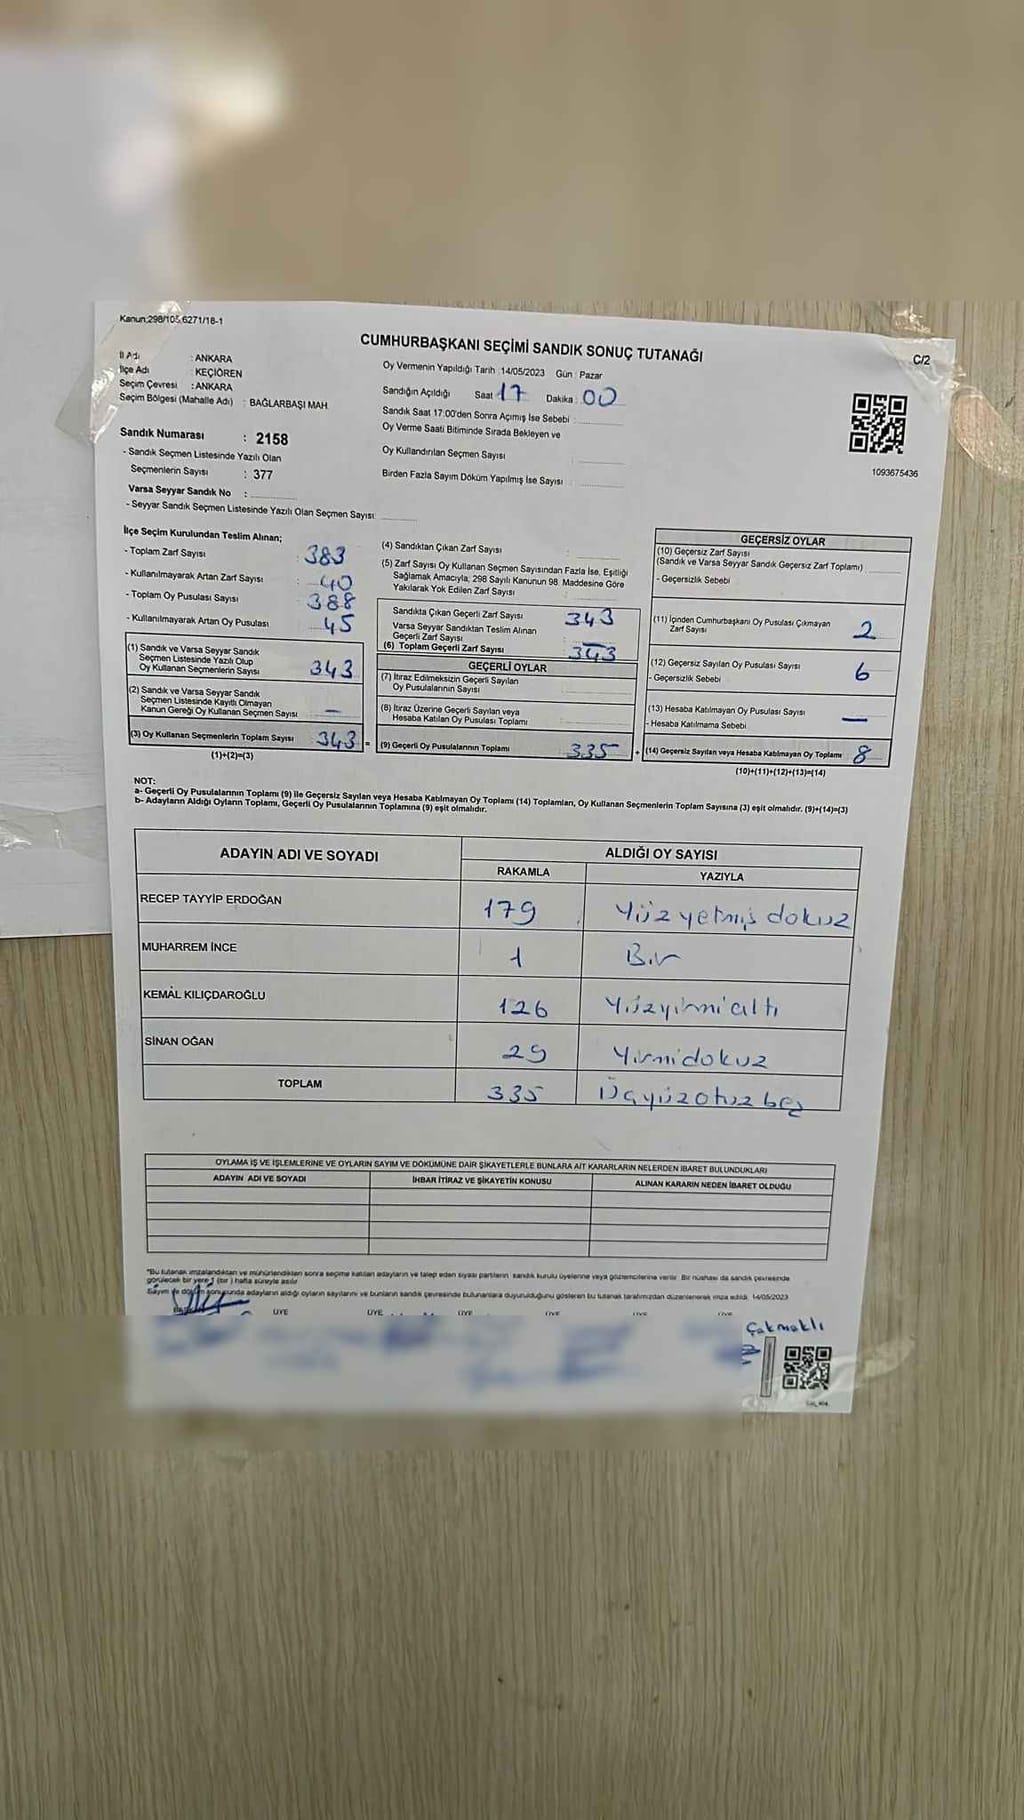 Kanun:298/105,6271/18-1
CUMHURBAŞKANI SEÇİMİ SANDIK SONUÇ TUTANAĞI
C/2
İl Adı : ANKARA
İlçe Adı : KEÇİÖREN
Seçim Çevresi : ANKARA
Seçim Bölgesi (Mahalle Adı) : BAĞLARBAŞI MAH.
Sandık Numarası : 2158
- Sandık Seçmen Listesinde Yazılı Olan
Seçmenlerin Sayısı : 377
Varsa Seyyar Sandık No :
- Seyyar Sandık Seçmen Listesinde Yazılı Olan Seçmen Sayısı:
Oy Vermenin Yapıldığı Tarih :14/05/2023 Gün : Pazar
Sandığın Açıldığı Saat 17 Dakika : 00
Sandık Saat 17:00'den Sonra Açımış İse Sebebi :
Oy Verme Saati Bitiminde Sırada Bekleyen ve
Oy Kullandırılan Seçmen Sayısı
Birden Fazla Sayım Döküm Yapılmış İse Sayısı :
1093675436
İlçe Seçim Kurulundan Teslim Alınan;
- Toplam Zarf Sayısı : 383
- Kullanılmayarak Artan Zarf Sayısı : 40
- Toplam Oy Pusulası Sayısı : 388
- Kullanılmayarak Artan Oy Pusulası : 45
(1) Sandık ve Varsa Seyyar Sandık
Seçmen Listesinde Yazılı Olup
Oy Kullanan Seçmenlerin Sayısı 343
(2) Sandık ve Varsa Seyyar Sandık
Seçmen Listesinde Kayıtlı Olmayan
Kanun Gereği Oy Kullanan Seçmen Sayısı —
(3) Oy Kullanan Seçmenlerin Toplam Sayısı 343 =
(1)+(2)=(3)
(4) Sandıktan Çıkan Zarf Sayısı :
(5) Zarf Sayısı Oy Kullanan Seçmen Sayısından Fazla İse, Eşitliği
Sağlamak Amacıyla, 298 Sayılı Kanunun 98. Maddesine Göre
Yakılarak Yok Edilen Zarf Sayısı :
Sandıkta Çıkan Geçerli Zarf Sayısı : 343
Varsa Seyyar Sandıktan Teslim Alınan
Geçerli Zarf Sayısı : —
(6) Toplam Geçerli Zarf Sayısı : 343
GEÇERLİ OYLAR
(7) İtiraz Edilmeksizin Geçerli Sayılan
Oy Pusulalarının Sayısı
(8) İtiraz Üzerine Geçerli Sayılan veya
Hesaba Katılan Oy Pusulası Toplamı
(9) Geçerli Oy Pusulalarının Toplamı 335 +
GEÇERSİZ OYLAR
(10) Geçersiz Zarf Sayısı
(Sandık ve Varsa Seyyar Sandık Geçersiz Zarf Toplamı)
- Geçersizlik Sebebi
(11) İçinden Cumhurbaşkanı Oy Pusulası Çıkmayan
Zarf Sayısı 2
(12) Geçersiz Sayılan Oy Pusulası Sayısı 6
- Geçersizlik Sebebi
(13) Hesaba Katılmayan Oy Pusulası Sayısı —
- Hesaba Katılmama Sebebi
(14) Geçersiz Sayılan veya Hesaba Katılmayan Oy Toplamı 8
(10)+(11)+(12)+(13)=(14)
NOT:
a- Geçerli Oy Pusulasının Toplamı (9) ile Geçersiz Sayılan veya Hesaba Katılmayan Oy Toplamı (14) Toplamları, Oy Kullanan Seçmenlerin Toplam Sayısına (3) eşit olmalıdır. (9)+(14)=(3)
b- Adayların Aldığı Oyların Toplamı, Geçerli Oy Pusulalarının Toplamına (9) eşit olmalıdır.
ADAYIN ADI VE SOYADI ALDIĞI OY SAYISI
RAKAMLA YAZIYLA
RECEP TAYYİP ERDOĞAN 179 Yüz yetmiş dokuz
MUHARREM İNCE 1 Bir
KEMAL KILIÇDAROĞLU 126 Yüzyirmialtı
SİNAN OĞAN 29 Yirmidokuz
TOPLAM 335 Üçyüzotuzbeş
OYLAMA İŞ VE İŞLEMLERİNE VE OYLARIN SAYIM VE DÖKÜMÜNE DAİR ŞİKAYETLERLE BUNLARA AİT KARARLARIN NELERDEN İBARET BULUNDUKLARI
ADAYIN ADI VE SOYADI İHBAR İTİRAZ VE ŞİKAYETİN KONUSU ALINAN KARARIN NEDEN İBARET OLDUĞU
*Bu tutanak imzalandıktan ve mühürlendikten sonra seçime katılan adayların ve talep eden siyasi partilerin sandık kurulu üyelerine veya gözlemcilerine verilir. Bir nüshası da sandık çevresinde
görülecek bir yere 1 (bir) hafta süreyle asılır
Sayım ve döküm sonucunda adayların aldığı oyların sayılarını ve bunların sandık çevresinde bulunanlara duyurulduğunu gösteren bu tutanak tarafımızdan düzenlenerek imza edildi. 14/05/2023
ÜYE ÜYE ÜYE ÜYE ÜYE ÜYE
Çakmaklı